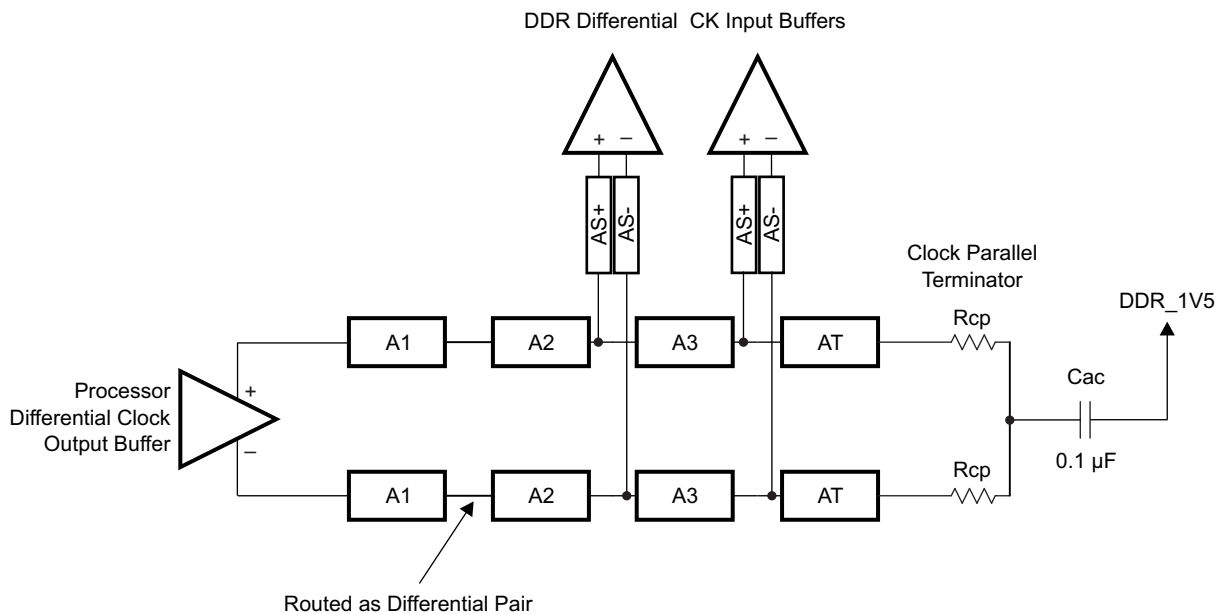 DDR Differential CK Input Buffers
+ − + −
AS+ AS- AS+ AS-
Clock Parallel
Terminator
DDR_1V5
Rcp
A1 A2 A3 AT
Cac
Processor
Differential Clock
Output Buffer
+
−
0.1 µF
Rcp
A1 A2 A3 AT
Routed as Differential Pair